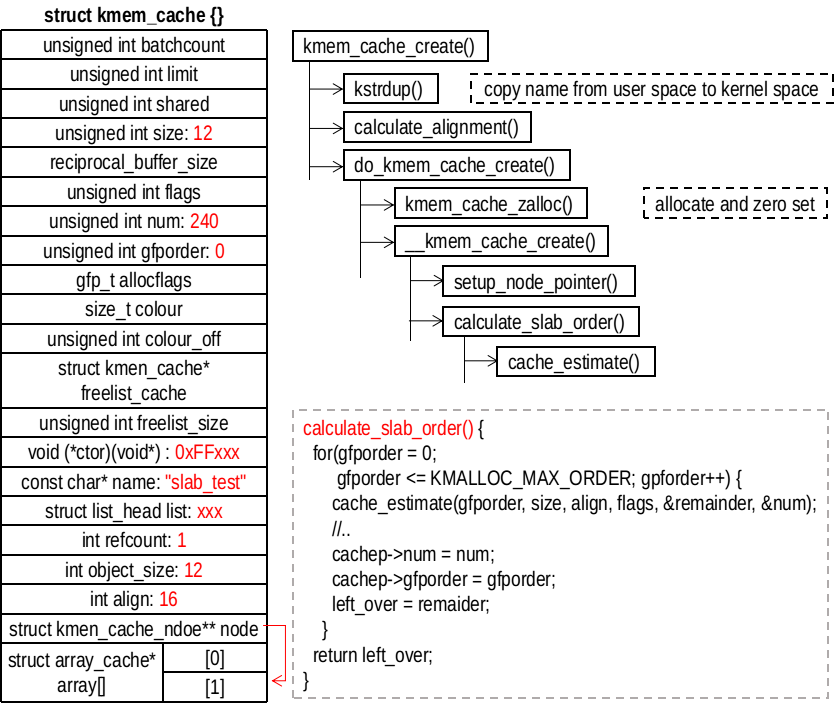 struct kmem_cache {}
unsigned int batchcount
unsigned int limit
unsigned int shared
unsigned int size: 12
reciprocal_buffer_size
unsigned int flags
unsigned int num: 240
unsigned int gfporder: 0
gfp_t allocflags
size_t colour
unsigned int colour_off
struct kmen_cache*
freelist_cache
unsigned int freelist_size
void (*ctor)(void*) : 0xFFxxx
const char* name: "slab_test"
struct list_head list: xxx
int refcount: 1
int object_size: 12
int align: 16
struct kmen_cache_ndoe** node
struct array_cache*
array[]
[0]
[1]
kmem_cache_create()
kstrdup()
copy name from user space to kernel space
calculate_alignment()
do_kmem_cache_create()
kmem_cache_zalloc()
allocate and zero set
__kmem_cache_create()
setup_node_pointer()
calculate_slab_order()
cache_estimate()
calculate_slab_order() {
for(gfporder = 0;
gfporder <= KMALLOC_MAX_ORDER; gpforder++) {
cache_estimate(gfporder, size, align, flags, &remainder, &num);
//..
cachep->num = num;
cachep->gfporder = gfporder;
left_over = remaider;
}
return left_over;
}